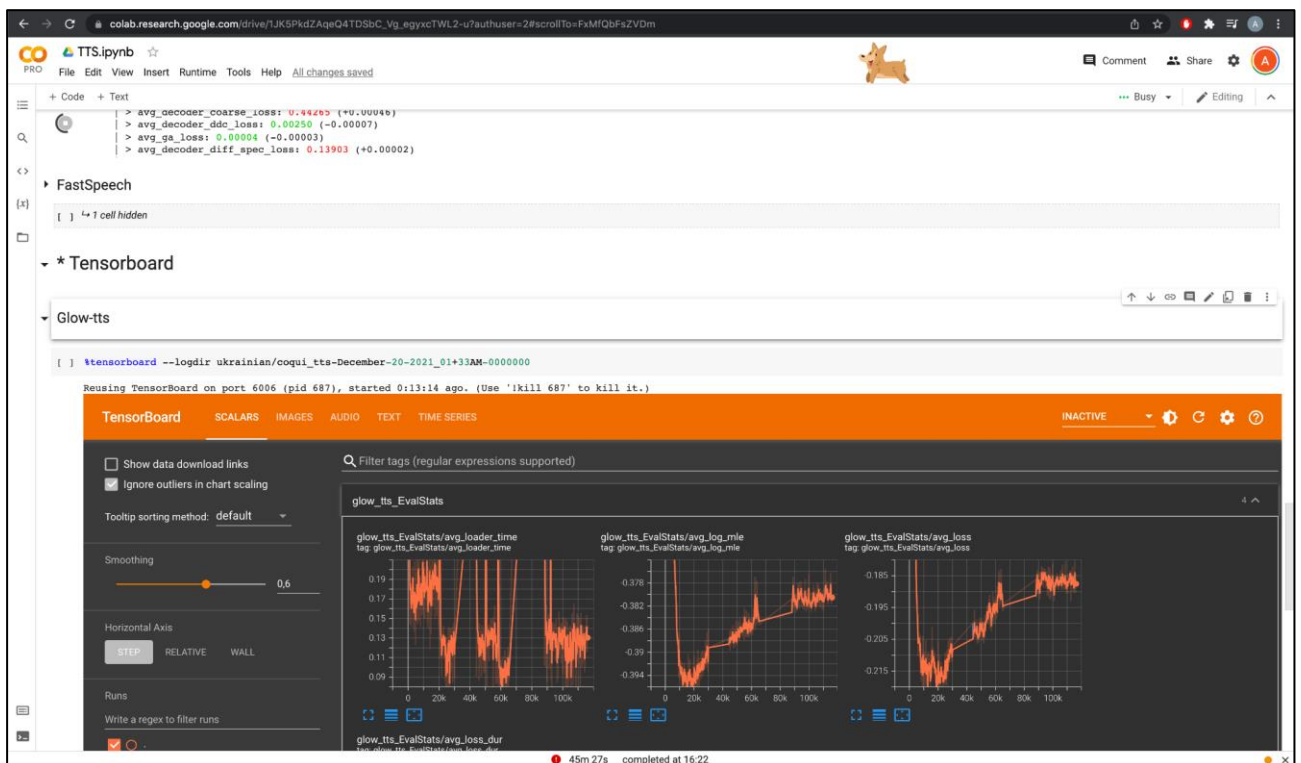 colab.research.google.com/drive/1JK5PkdZAqeQ4TDSbC_Vg_egyxcTWL2-u?authuser=2#scrollTo=FxMfQbFsZVDm
CO
PRO
TTS.ipynb
File Edit View Insert Runtime Tools Help All changes saved
Comment Share A
+ Code + Text
Busy Editing
| > avg_decoder_coarse_loss: 0.44265 (+0.00046)
| > avg_decoder_ddc_loss: 0.00250 (-0.00007)
| > avg_ga_loss: 0.00004 (-0.00003)
| > avg_decoder_diff_spec_loss: 0.13903 (+0.00002)
FastSpeech
[ ] ↳ 1 cell hidden
* Tensorboard
Glow-tts
[ ] %tensorboard --logdir ukrainian/coqui_tts-December-20-2021_01+33AM-0000000
Reusing TensorBoard on port 6006 (pid 687), started 0:13:14 ago. (Use '!kill 687' to kill it.)
TensorBoard SCALARS IMAGES AUDIO TEXT TIME SERIES INACTIVE
Show data download links
Ignore outliers in chart scaling
Tooltip sorting method: default
Smoothing
0,6
Horizontal Axis
STEP RELATIVE WALL
Runs
Write a regex to filter runs
.
Filter tags (regular expressions supported)
glow_tts_EvalStats 4
glow_tts_EvalStats/avg_loader_time
tag: glow_tts_EvalStats/avg_loader_time
0.19
0.17
0.15
0.13
0.11
0.09
0 20k 40k 60k 80k 100k
glow_tts_EvalStats/avg_log_mle
tag: glow_tts_EvalStats/avg_log_mle
-0.378
-0.382
-0.386
-0.39
-0.394
0 20k 40k 60k 80k 100k
glow_tts_EvalStats/avg_loss
tag: glow_tts_EvalStats/avg_loss
-0.185
-0.195
-0.205
-0.215
0 20k 40k 60k 80k 100k
glow_tts_EvalStats/avg_loss_dur
tag: glow_tts_EvalStats/avg_loss_dur
45m 27s completed at 16:22